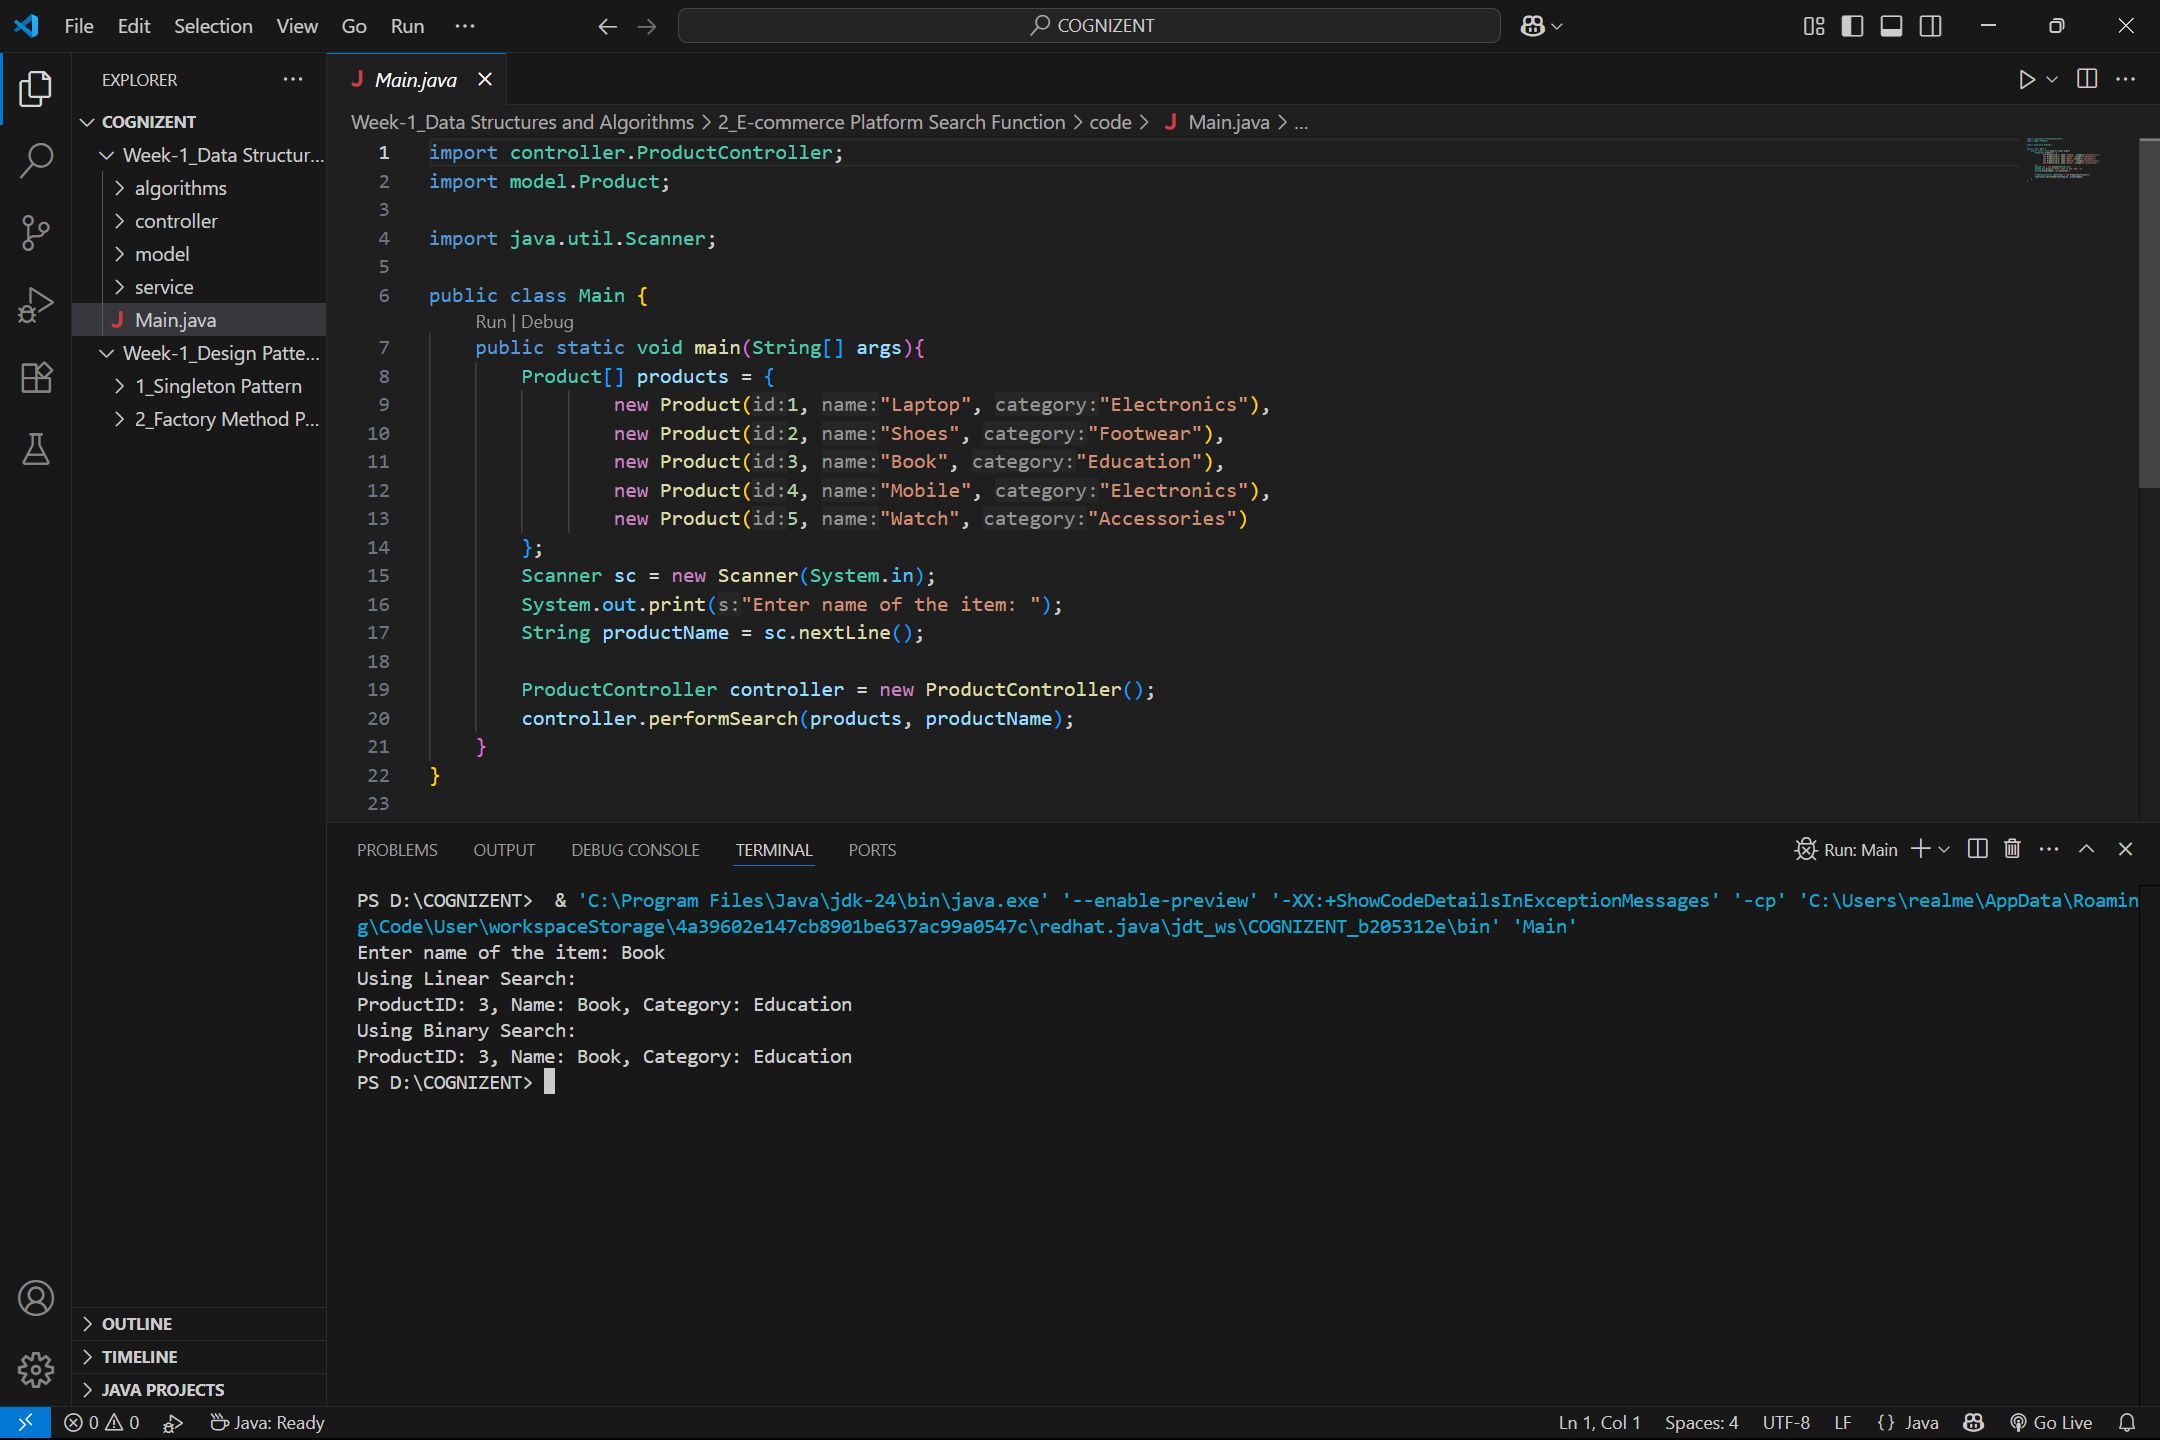 File Edit Selection View Go Run ...
COGNIZENT
EXPLORER
COGNIZENT
Week-1_Data Structur...
algorithms
controller
model
service
J Main.java
Week-1_Design Patte...
1_Singleton Pattern
2_Factory Method P...
OUTLINE
TIMELINE
JAVA PROJECTS
J Main.java
Week-1_Data Structures and Algorithms > 2_E-commerce Platform Search Function > code > J Main.java > ...
1 import controller.ProductController;
2 import model.Product;
3
4 import java.util.Scanner;
5
6 public class Main {
Run | Debug
7 public static void main(String[] args){
8 Product[] products = {
9 new Product(id:1, name:"Laptop", category:"Electronics"),
10 new Product(id:2, name:"Shoes", category:"Footwear"),
11 new Product(id:3, name:"Book", category:"Education"),
12 new Product(id:4, name:"Mobile", category:"Electronics"),
13 new Product(id:5, name:"Watch", category:"Accessories")
14 };
15 Scanner sc = new Scanner(System.in);
16 System.out.print(s:"Enter name of the item: ");
17 String productName = sc.nextLine();
18
19 ProductController controller = new ProductController();
20 controller.performSearch(products, productName);
21 }
22 }
23
PROBLEMS OUTPUT DEBUG CONSOLE TERMINAL PORTS
Run: Main
PS D:\COGNIZENT>  & 'C:\Program Files\Java\jdk-24\bin\java.exe' '--enable-preview' '-XX:+ShowCodeDetailsInExceptionMessages' '-cp' 'C:\Users\realme\AppData\Roamin
g\Code\User\workspaceStorage\4a39602e147cb8901be637ac99a0547c\redhat.java\jdt_ws\COGNIZENT_b205312e\bin' 'Main'
Enter name of the item: Book
Using Linear Search:
ProductID: 3, Name: Book, Category: Education
Using Binary Search:
ProductID: 3, Name: Book, Category: Education
PS D:\COGNIZENT>
0 0 Java: Ready
Ln 1, Col 1 Spaces: 4 UTF-8 LF {} Java Go Live